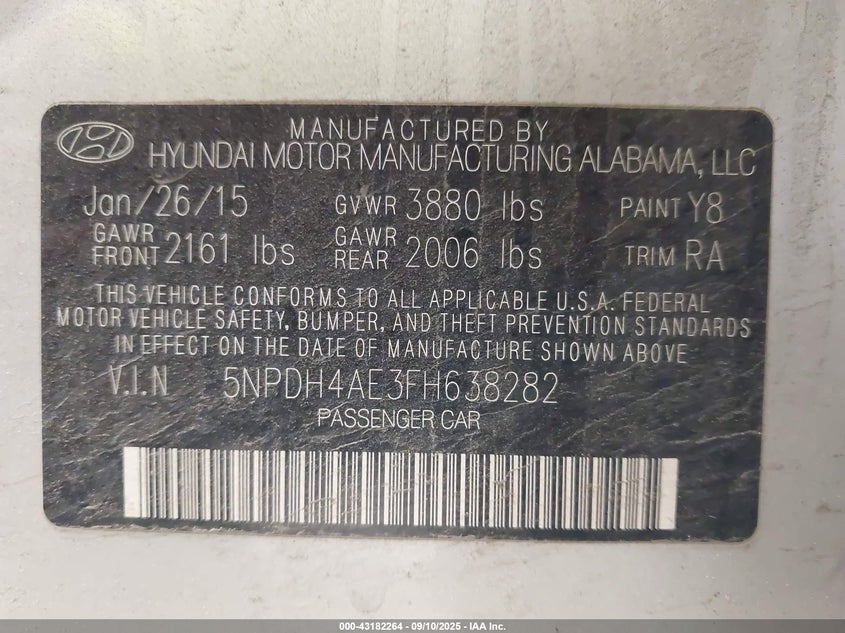 MANUFACTURED BY
HYUNDAI MOTOR MANUFACTURING ALABAMA, LLC
Jan/26/15 GVWR 3880 lbs PAINT Y8
GAWR FRONT 2161 lbs GAWR REAR 2006 lbs TRIM RA
THIS VEHICLE CONFORMS TO ALL APPLICABLE U.S.A. FEDERAL
MOTOR VEHICLE SAFETY, BUMPER, AND THEFT PREVENTION STANDARDS
IN EFFECT ON THE DATE OF MANUFACTURE SHOWN ABOVE
V.I.N 5NPDH4AE3FH638282
PASSENGER CAR
000-43182264 - 09/10/2025 - IAA Inc.